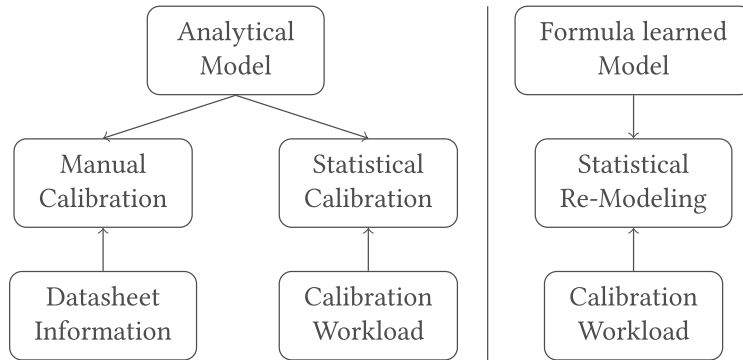 Analytical
Model
Formula learned
Model
Manual
Calibration
Statistical
Calibration
Statistical
Re-Modeling
Datasheet
Information
Calibration
Workload
Calibration
Workload